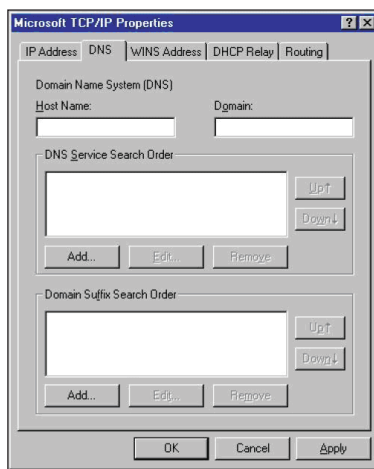 Microsoft TCP/IP Properties
IP Address DNS WINS Address DHCP Relay Routing
Domain Name System (DNS)
Host Name: Domain:
DNS Service Search Order
Up↑
Down↓
Add... Edit... Remove
Domain Suffix Search Order
Up↑
Down↓
Add... Edit... Remove
OK Cancel Apply